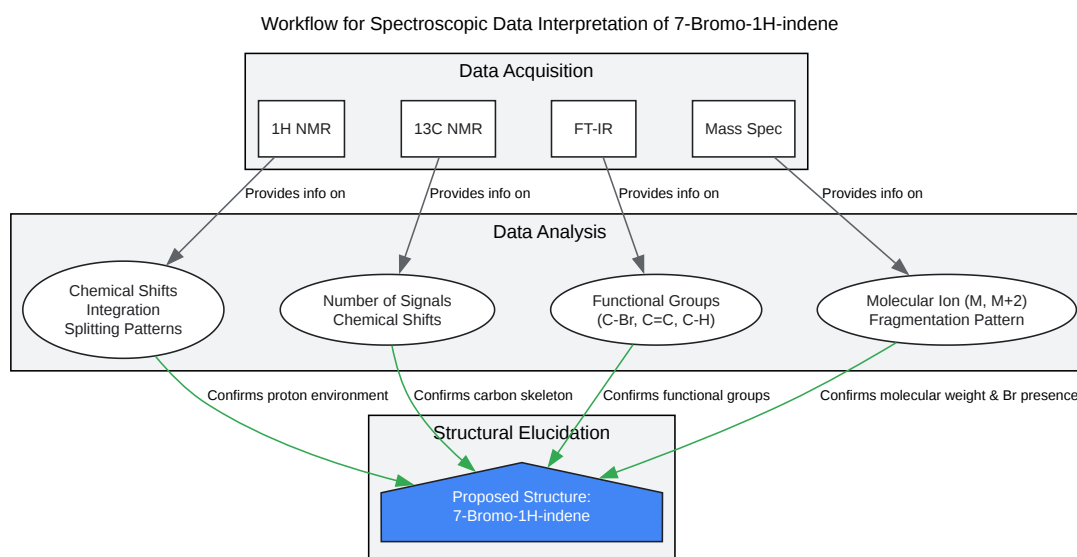 Workflow for Spectroscopic Data Interpretation of 7-Bromo-1H-indene
Data Acquisition
1H NMR
13C NMR
FT-IR
Mass Spec
Provides info on
Provides info on
Provides info on
Provides info on
Data Analysis
Chemical Shifts
Integration
Splitting Patterns
Number of Signals
Chemical Shifts
Functional Groups
(C-Br, C=C, C-H)
Molecular Ion (M, M+2)
Fragmentation Pattern
Confirms proton environment
Confirms carbon skeleton
Confirms functional groups
Confirms molecular weight & Br presence
Structural Elucidation
Proposed Structure:
7-Bromo-1H-indene